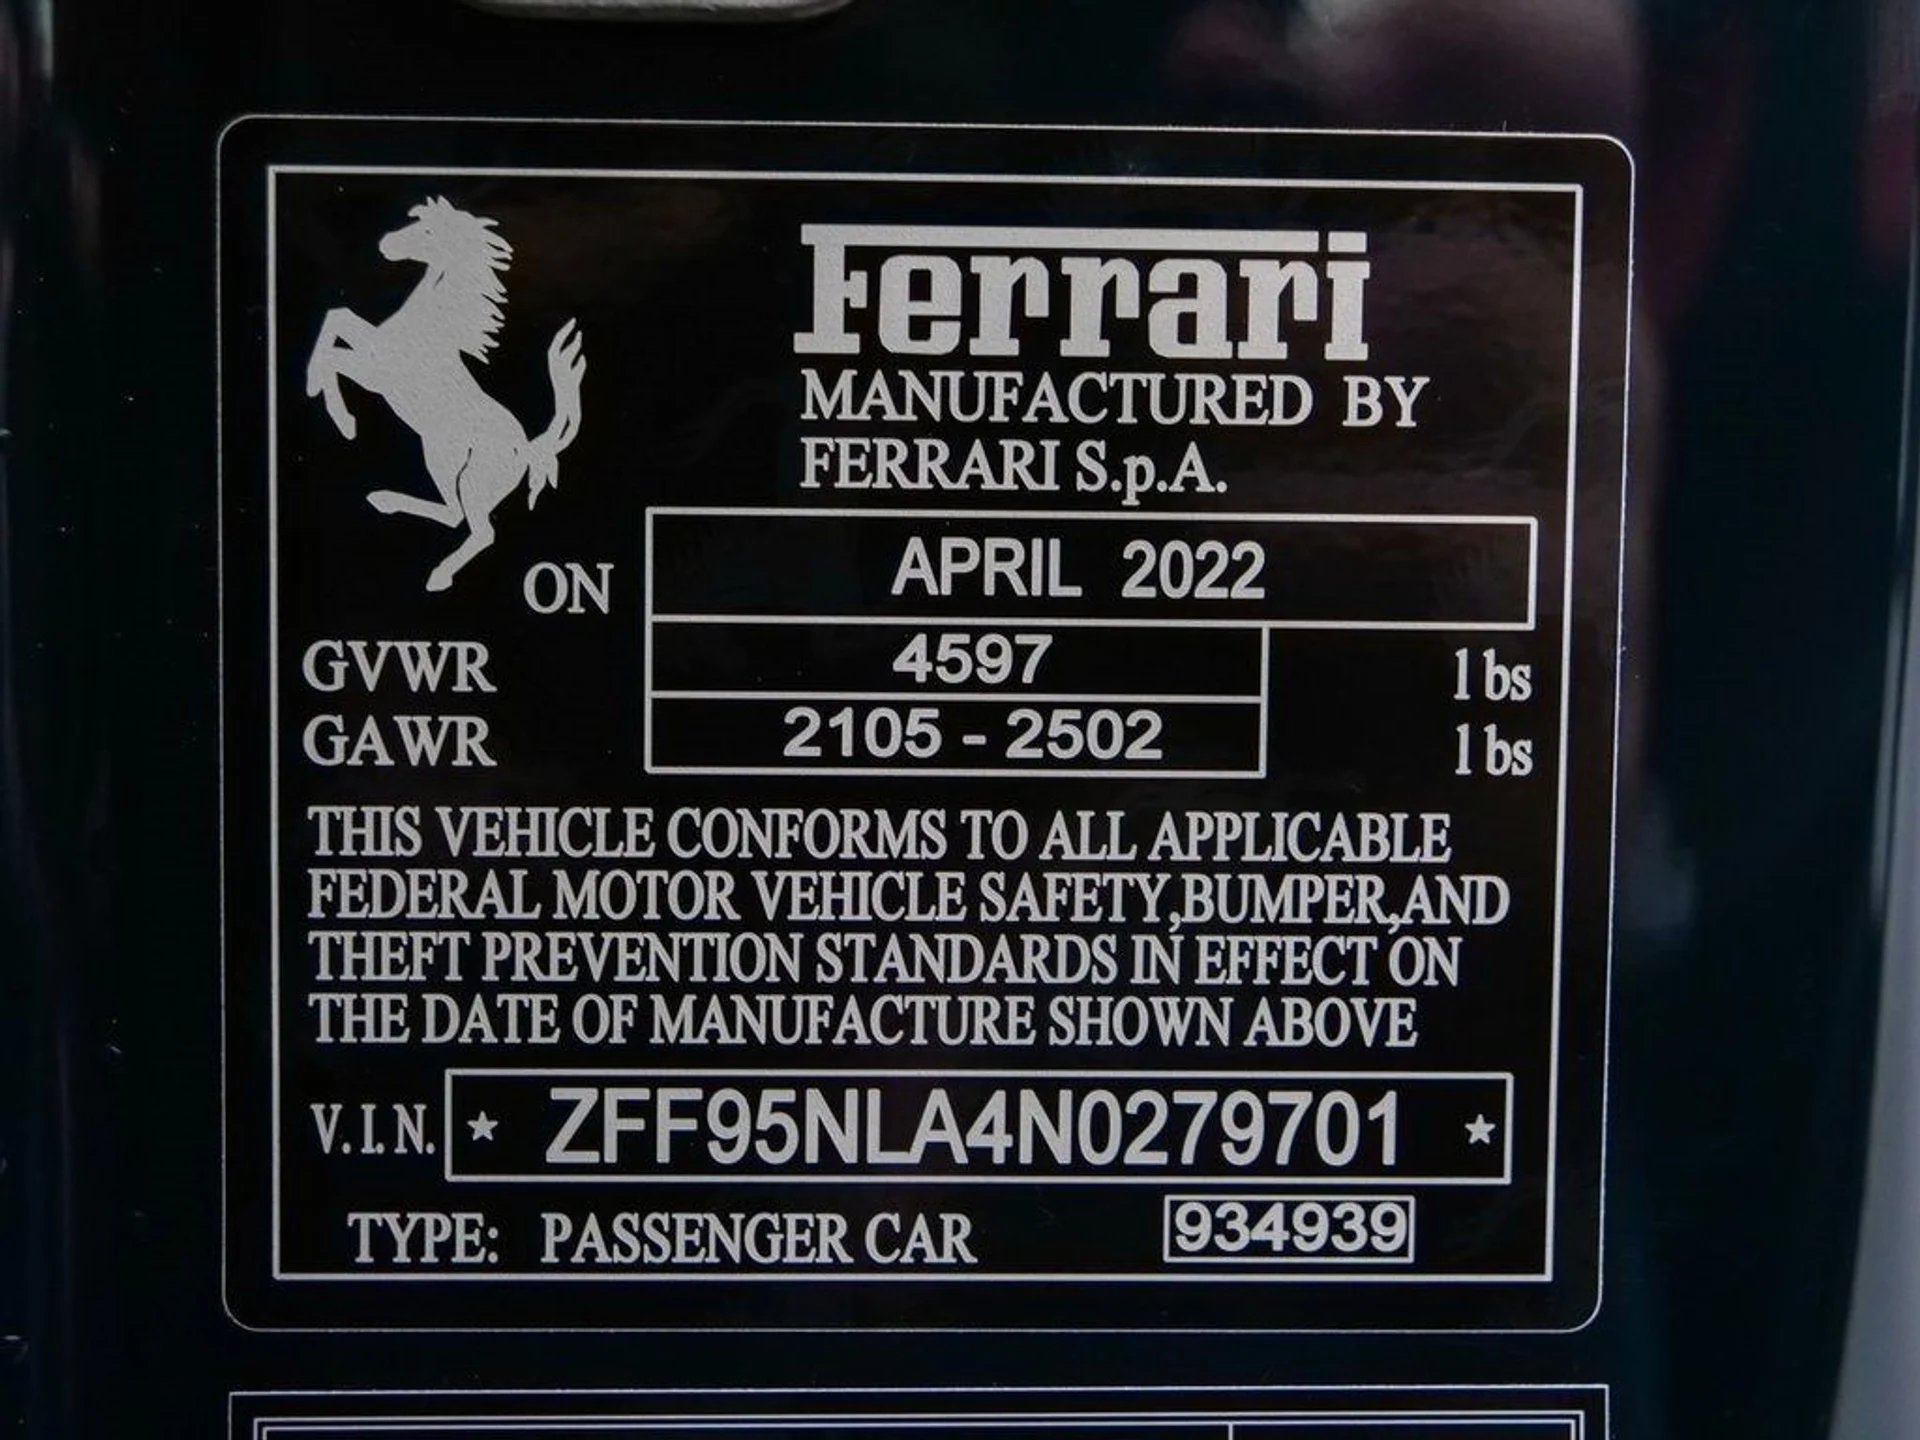 Ferrari
MANUFACTURED BY
FERRARI S.p.A.
ON APRIL 2022
GVWR 4597 lbs
GAWR 2105 - 2502 lbs
THIS VEHICLE CONFORMS TO ALL APPLICABLE
FEDERAL MOTOR VEHICLE SAFETY,BUMPER,AND
THEFT PREVENTION STANDARDS IN EFFECT ON
THE DATE OF MANUFACTURE SHOWN ABOVE
V.I.N. ★ ZFF95NLA4N0279701 ★
TYPE: PASSENGER CAR 934939